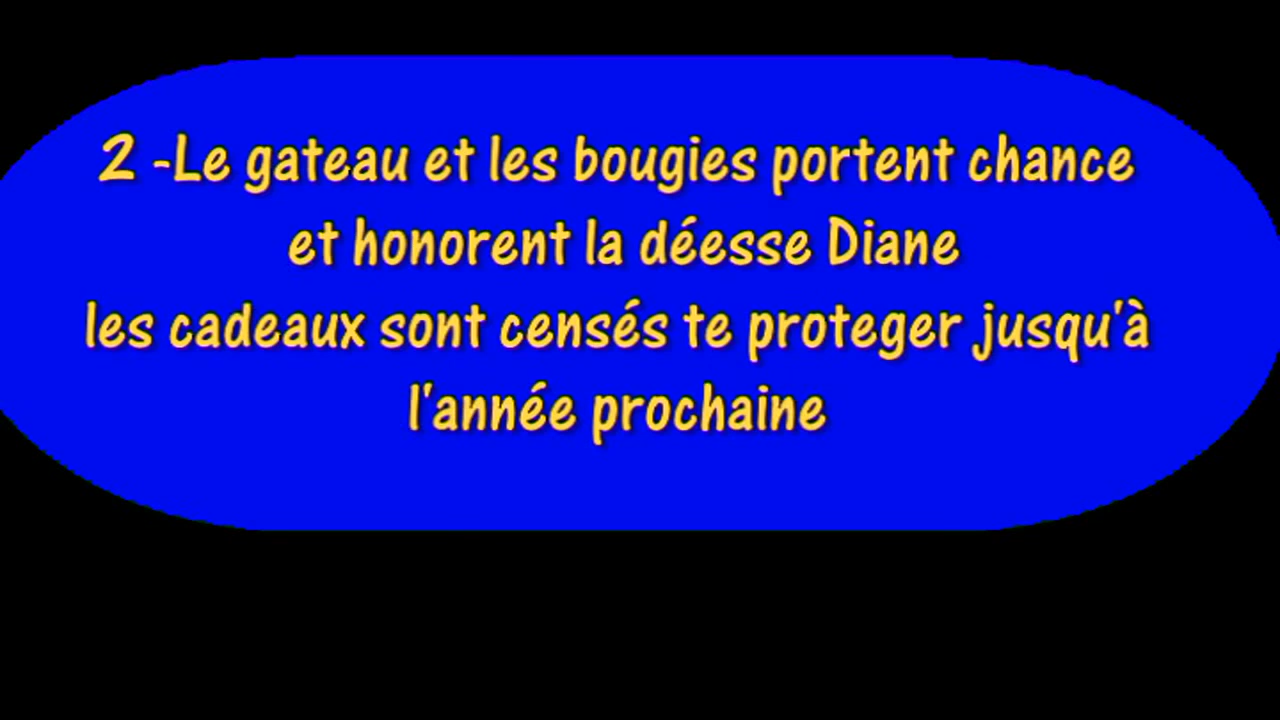 2 -Le gateau et les bougies portent chance
et honorent la déesse Diane
les cadeaux sont censés te proteger jusqu'à
l'année prochaine